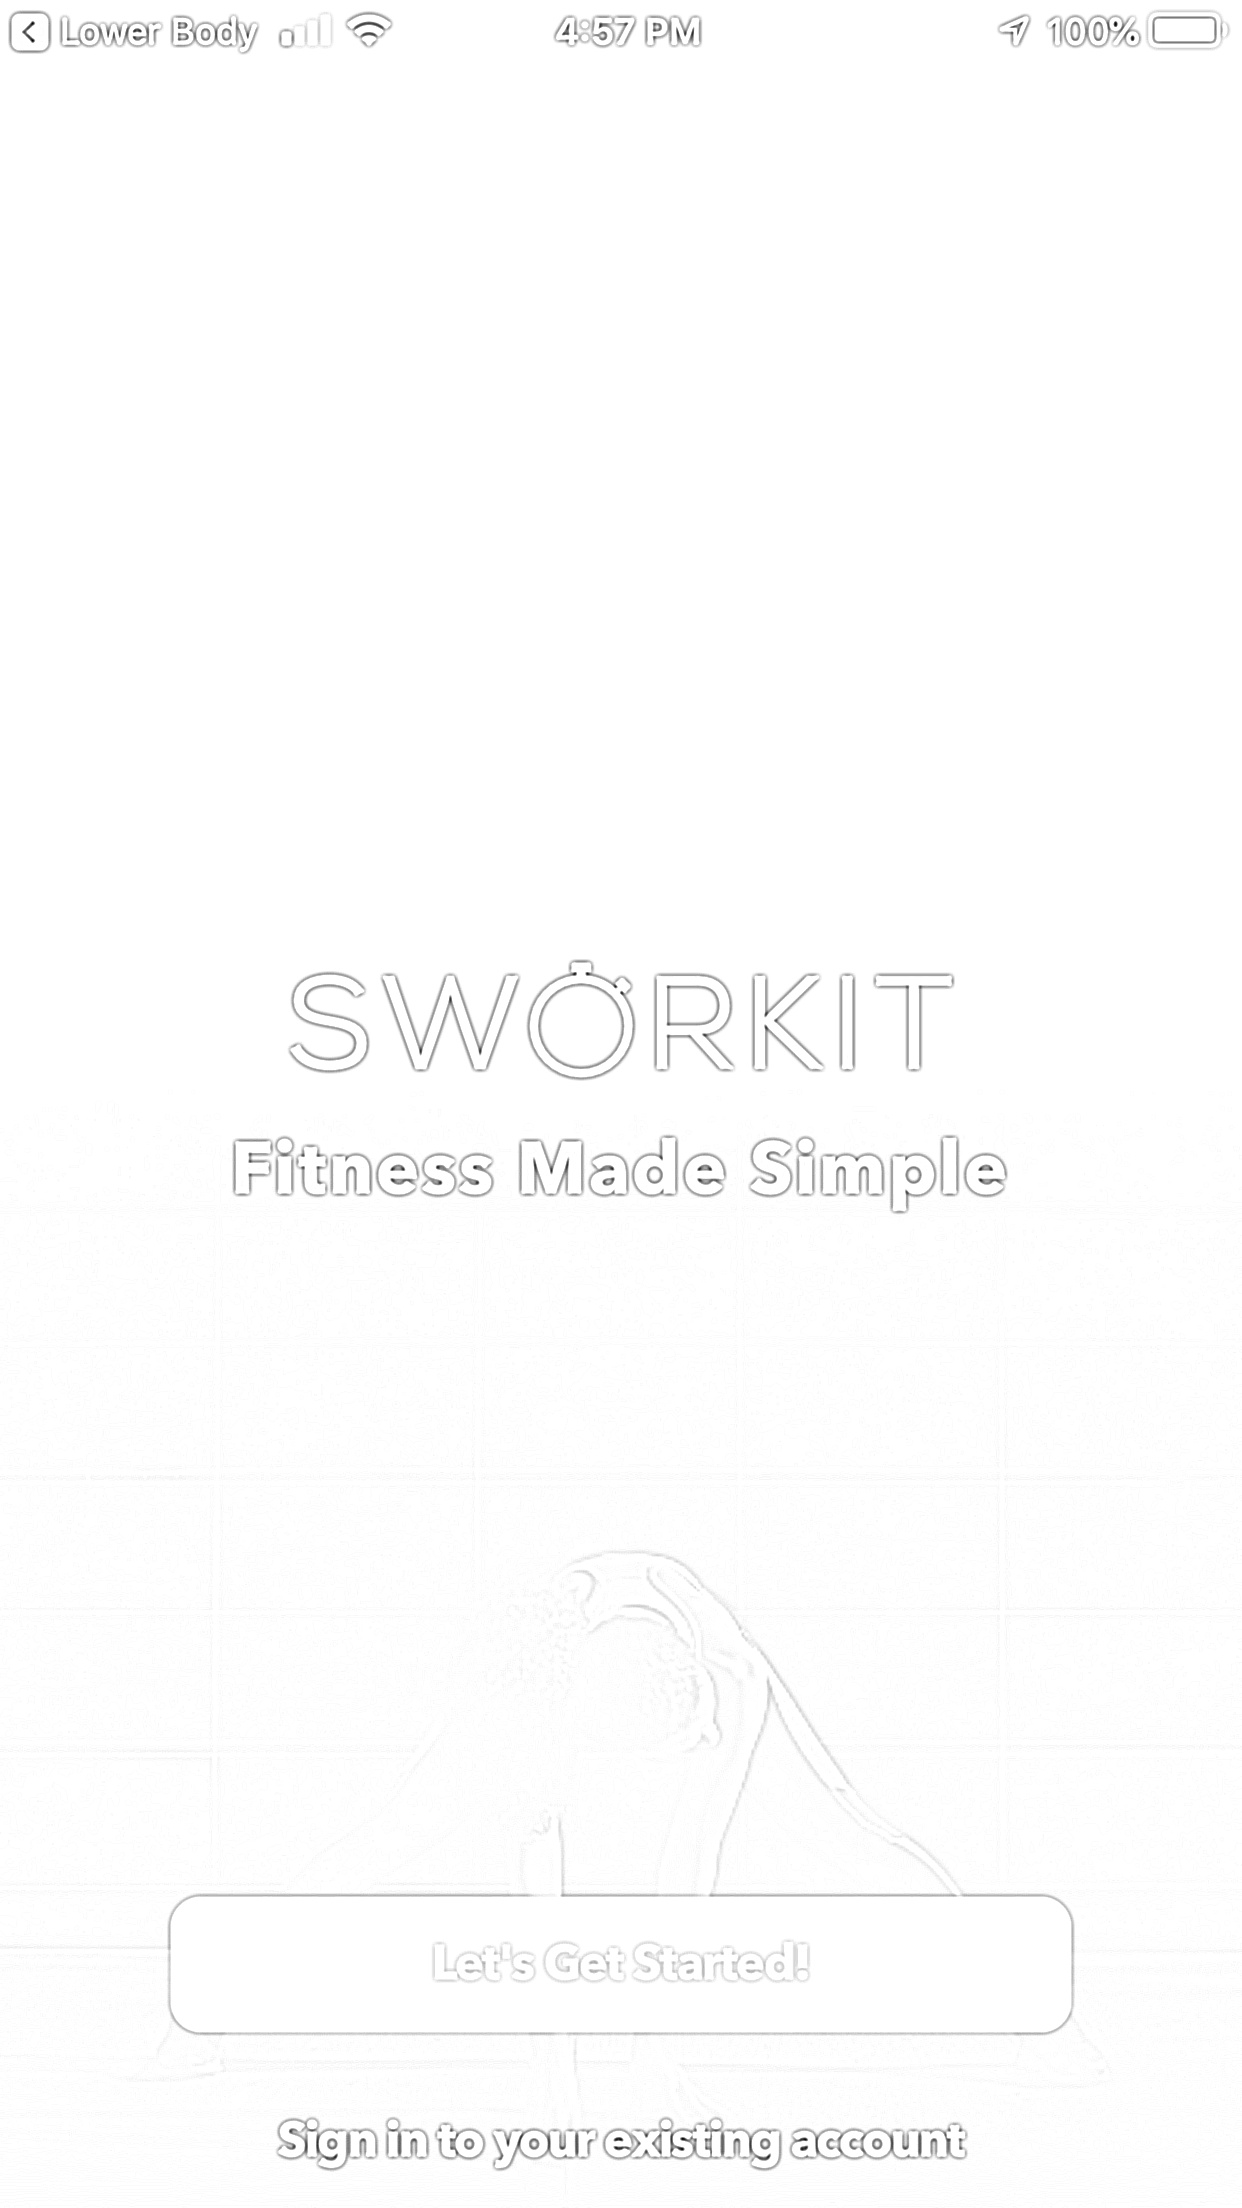 Lower Body 4:57 PM 100%
SWORKIT
Fitness Made Simple
Let's Get Started!
Sign in to your existing account